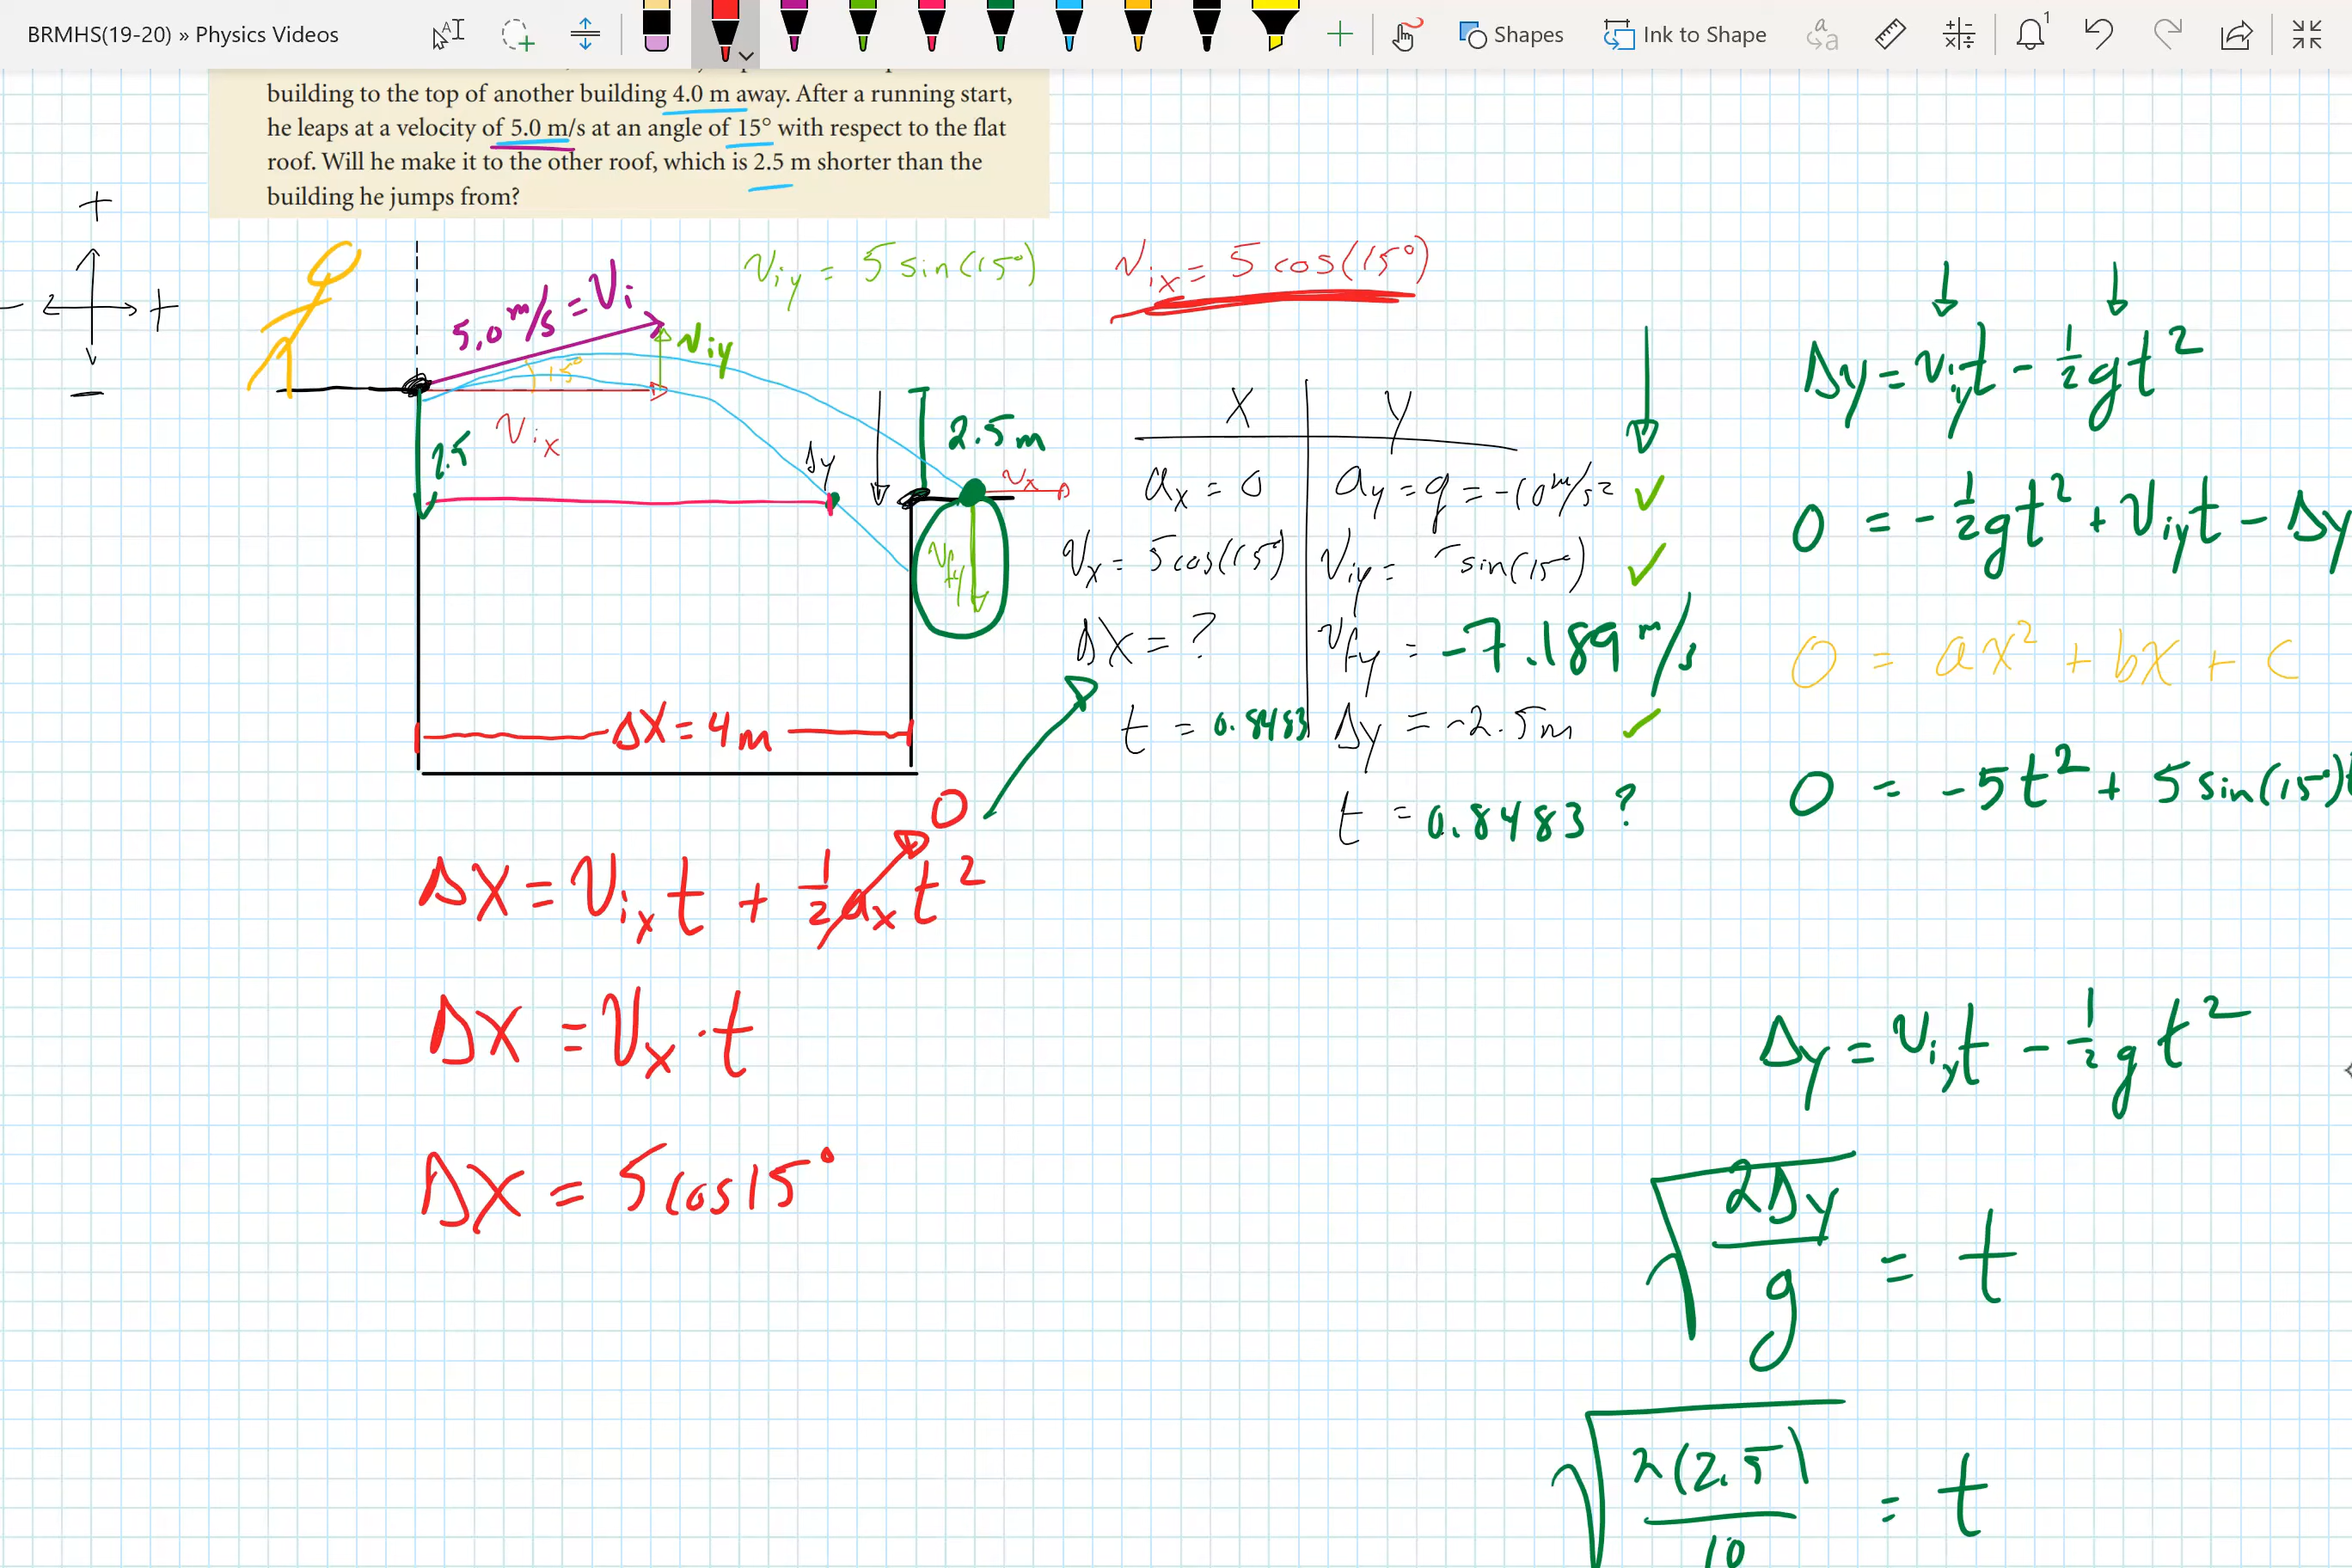 BRMHS(19-20) » Physics Videos
Shapes
Ink to Shape
1
building to the top of another building 4.0 m away. After a running start,
he leaps at a velocity of 5.0 m/s at an angle of 15° with respect to the flat
roof. Will he make it to the other roof, which is 2.5 m shorter than the
building he jumps from?
+
- +
-
Viy = 5 sin(15°)
Vix = 5 cos(15°)
5.0 m/s = Vi
Viy
15°
Vix
2.5
Δy
2.5 m
Vx
Vfy
ΔX = 4m
X Y
ax = 0 ay = g = -10 m/s²
Vx = 5cos(15°) Viy = 5 sin(15°)
ΔX = ? Vfy = -7.189 m/s
t = 0.8483 Δy = -2.5m
t = 0.8483 ?
Δy = Viyt - ½gt²
0 = -½gt² + Viyt - Δy
0 = ax² + bx + c
0 = -5t² + 5 sin(15°)t
ΔX = Vixt + ½axt² 0
ΔX = Vx · t
ΔX = 5cos15°
Δy = Viyt - ½gt²
√(2Δy/g) = t
√(2(2.5)/10) = t